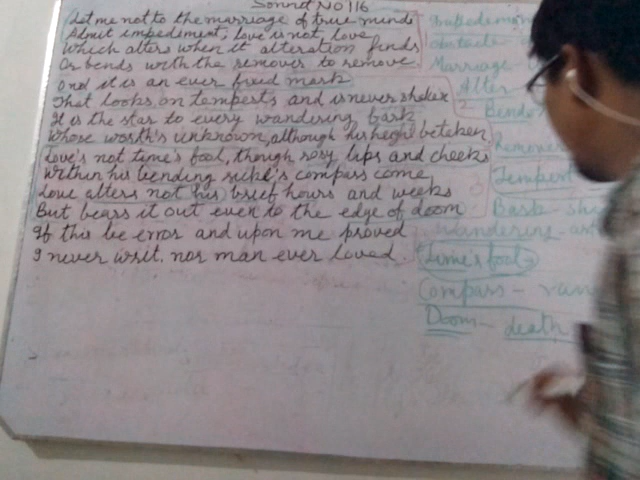 Sonnet No 116
Let me not to the marriage of true minds
Admit impediment, love is not, love
Which alters when it alteration finds
Or bends with the remover to remove
O no! it is an ever fixed mark
That looks on tempests and is never shaken
It is the star to every wandering bark
Whose worth's unknown, although his height be taken
Love's not time's fool, though rosy lips and cheeks
Within his bending sickle's compass come
Love alters not his brief hours and weeks
But bears it out even to the edge of doom
If this be error and upon me proved
I never writ, nor man ever loved
obstacle
Marriage
Alter
Bendor
Remover
Tempest
Bark
Wandering
Time's fool
Compass –
Doom – death